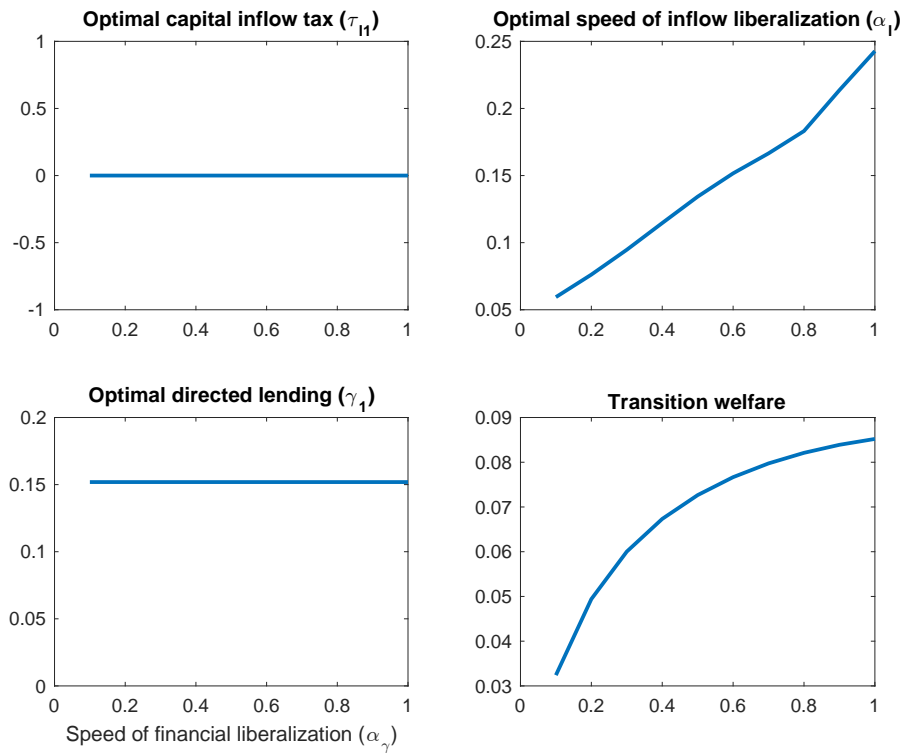 Optimal capital inflow tax (τ_l1)
1
0.5
0
-0.5
-1
0 0.2 0.4 0.6 0.8 1
Optimal speed of inflow liberalization (α_l)
0.25
0.2
0.15
0.1
0.05
0 0.2 0.4 0.6 0.8 1
Optimal directed lending (γ_1)
0.2
0.15
0.1
0.05
0
0 0.2 0.4 0.6 0.8 1
Speed of financial liberalization (α_γ)
Transition welfare
0.09
0.08
0.07
0.06
0.05
0.04
0.03
0 0.2 0.4 0.6 0.8 1